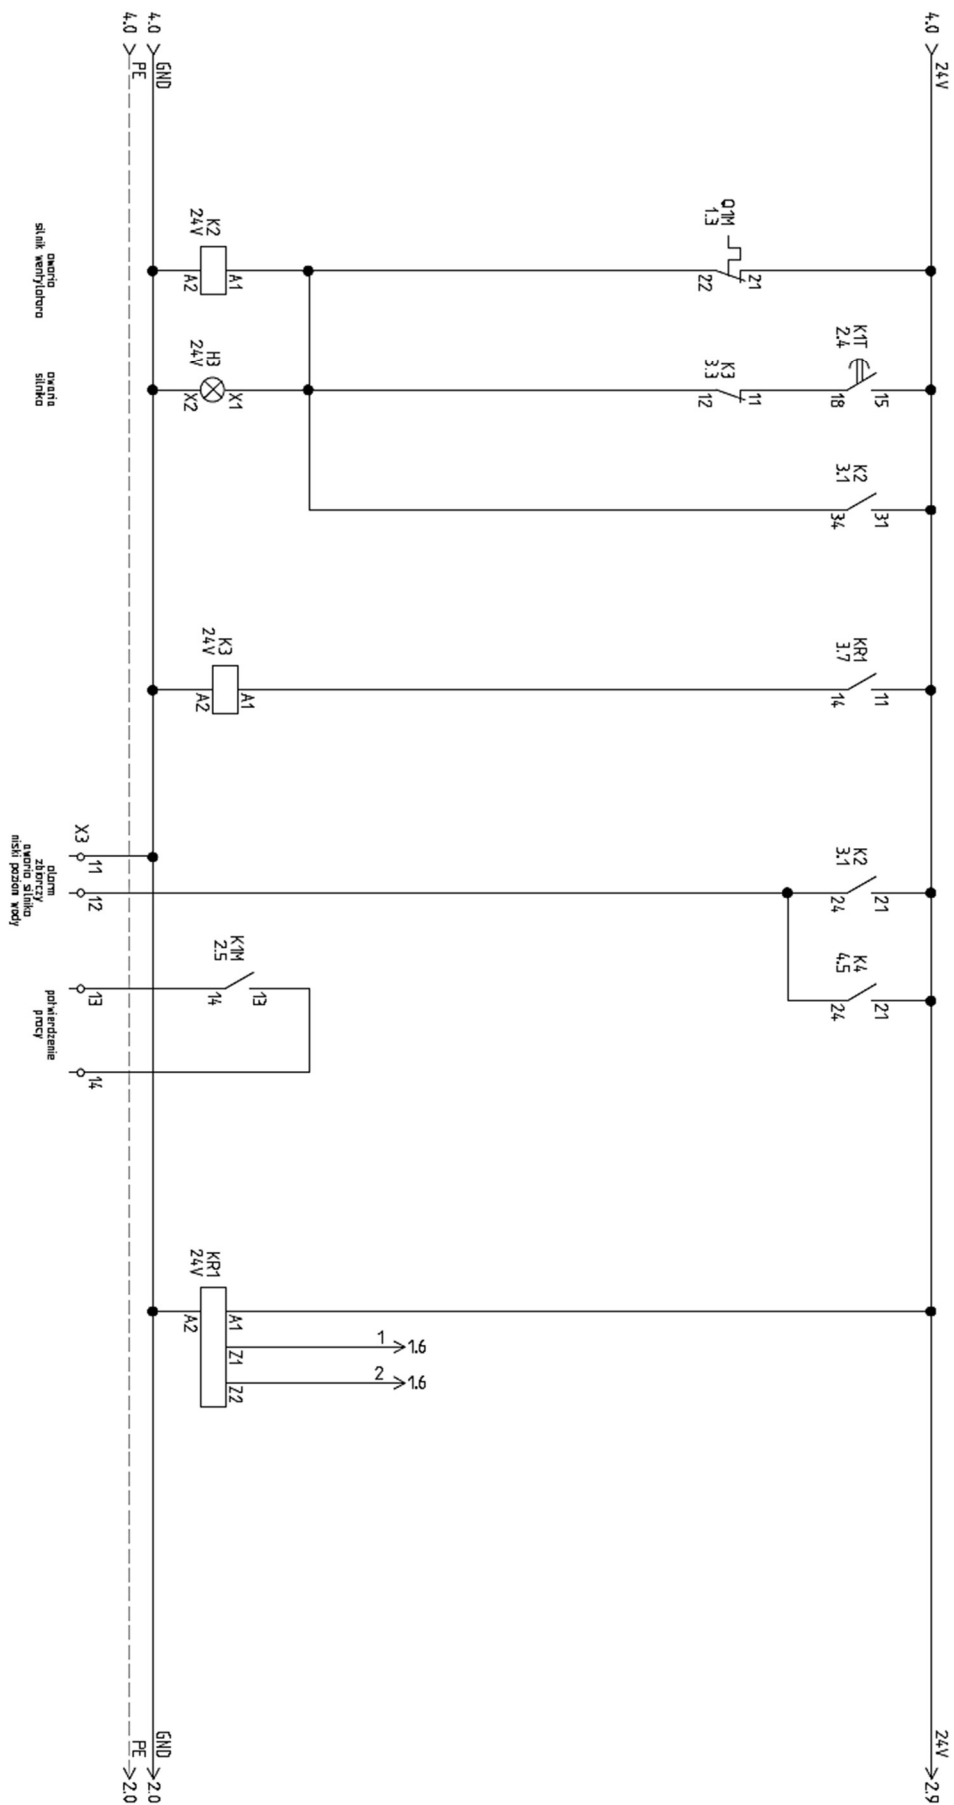 4.0
24V
24V
2.9
K1T
2.4
15
18
K2
3.1
31
34
KR1
3.7
11
14
K2
3.1
21
24
K4
4.5
21
24
Q1M
1.3
21
22
K3
3.3
11
12
1
1.6
2
1.6
K2
24V
A1
A2
H3
24V
X1
X2
K3
24V
A1
A2
K1M
2.5
13
14
KR1
24V
A1
A2
Z1
Z2
4.0
GND
GND
2.0
4.0
PE
PE
2.0
X3
11
12
13
14
awaria
silnik wentylatora
awaria
silnka
alarm
zbiorczy
awaria silnika
niski poziom wody
potwierdzenie
pracy